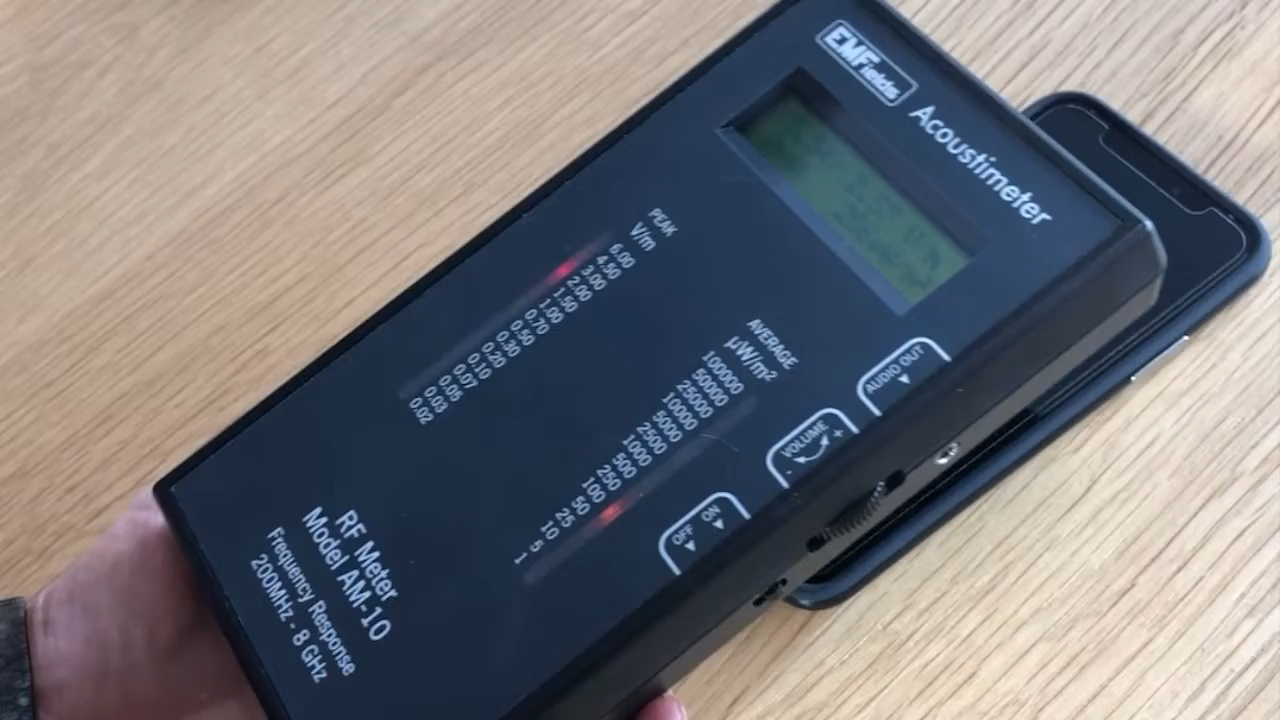 EMFields
Acoustimeter
PEAK
V/m
6.00
4.50
3.00
2.00
1.50
1.00
0.70
0.50
0.30
0.20
0.10
0.07
0.05
0.03
0.02
AVERAGE
µW/m²
100000
50000
25000
10000
5000
2500
1000
500
250
100
50
25
10
5
1
AUDIO OUT
VOLUME
- +
OFF ON
RF Meter
Model AM-10
Frequency Response
200MHz - 8 GHz